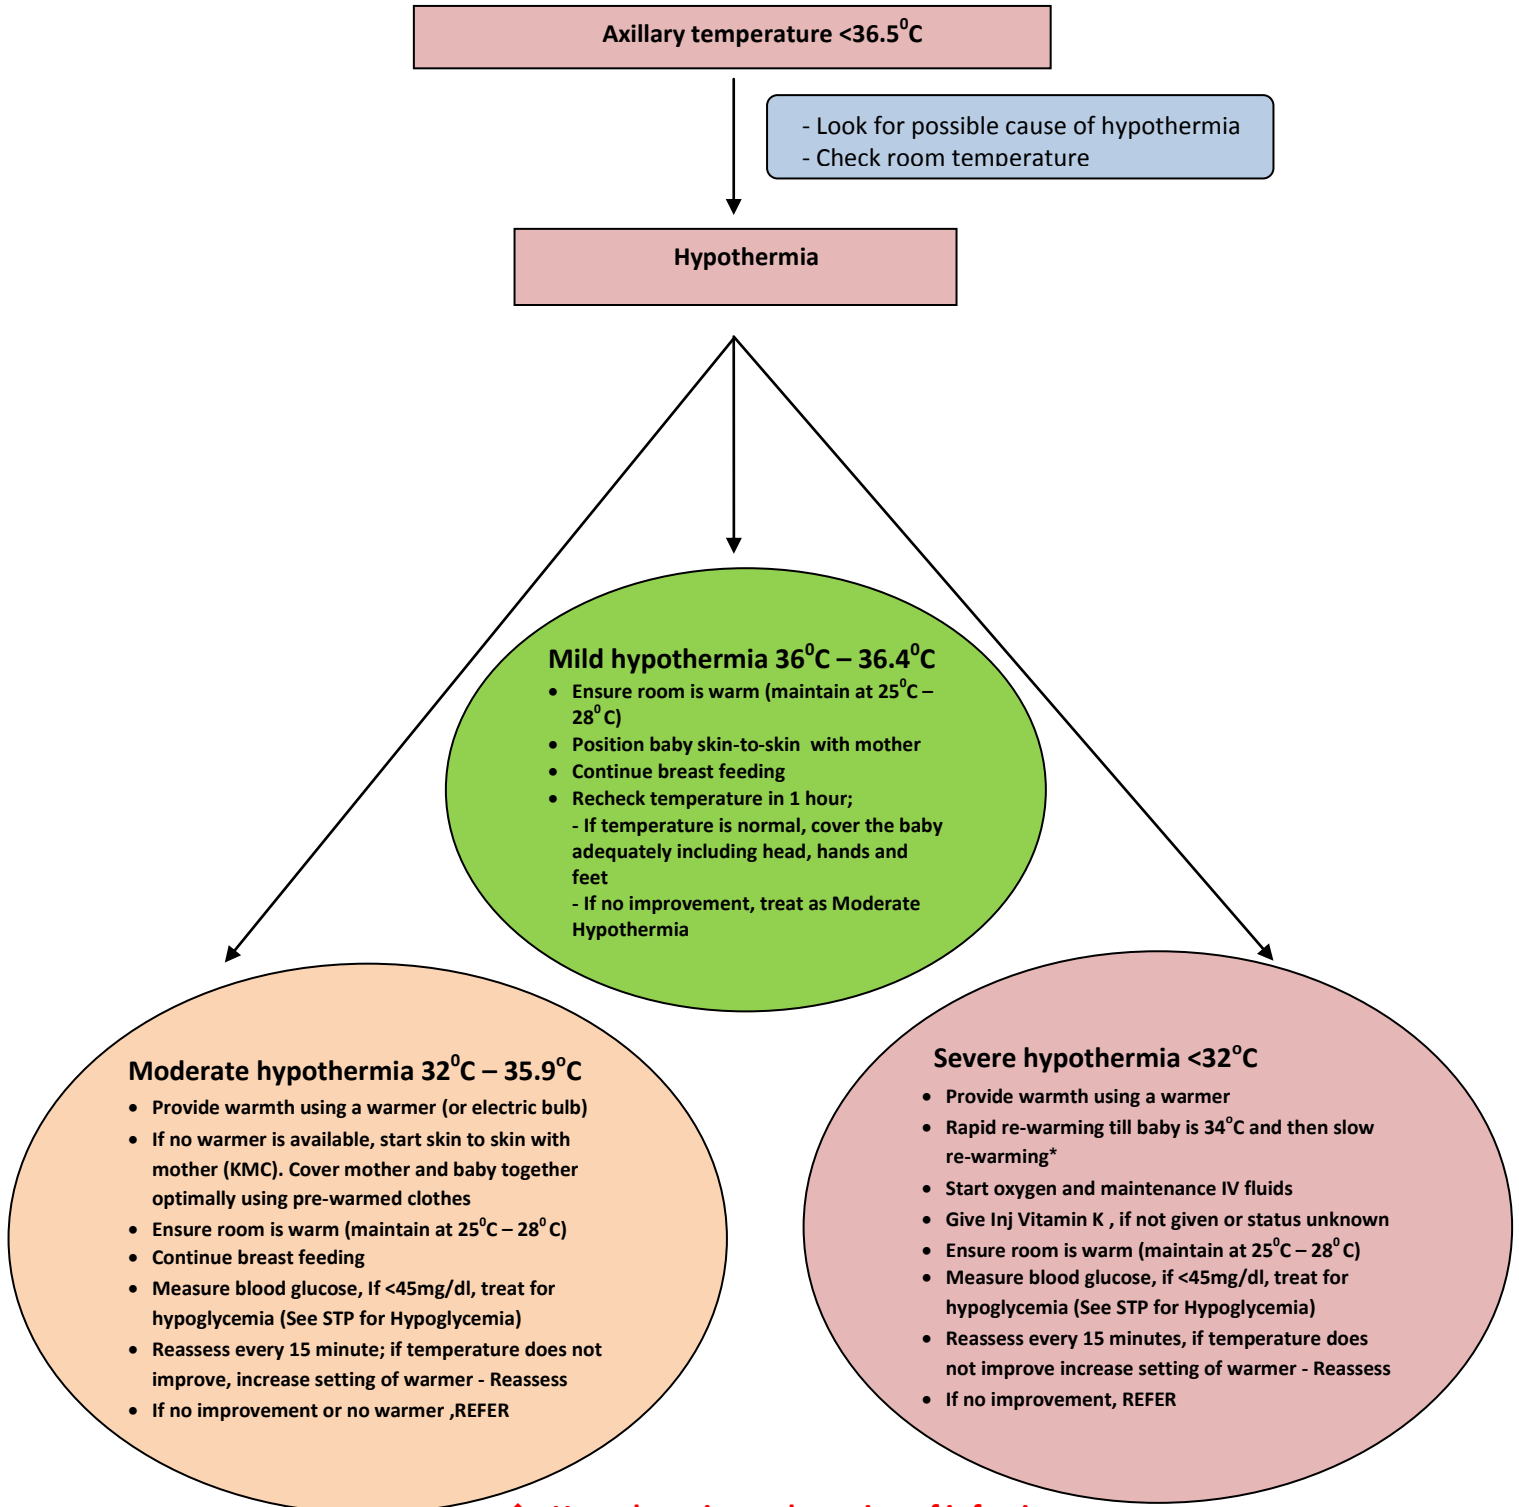 Axillary temperature <36.5⁰C
- Look for possible cause of hypothermia
- Check room temperature
Hypothermia
Mild hypothermia 36⁰C – 36.4⁰C
• Ensure room is warm (maintain at 25⁰C –
28⁰ C)
• Position baby skin-to-skin with mother
• Continue breast feeding
• Recheck temperature in 1 hour;
- If temperature is normal, cover the baby
adequately including head, hands and
feet
- If no improvement, treat as Moderate
Hypothermia
Moderate hypothermia 32⁰C – 35.9°C
• Provide warmth using a warmer (or electric bulb)
• If no warmer is available, start skin to skin with
mother (KMC). Cover mother and baby together
optimally using pre-warmed clothes
• Ensure room is warm (maintain at 25⁰C – 28⁰ C)
• Continue breast feeding
• Measure blood glucose, If <45mg/dl, treat for
hypoglycemia (See STP for Hypoglycemia)
• Reassess every 15 minute; if temperature does not
improve, increase setting of warmer - Reassess
• If no improvement or no warmer ,REFER
Severe hypothermia <32°C
• Provide warmth using a warmer
• Rapid re-warming till baby is 34°C and then slow
re-warming*
• Start oxygen and maintenance IV fluids
• Give Inj Vitamin K , if not given or status unknown
• Ensure room is warm (maintain at 25⁰C – 28⁰ C)
• Measure blood glucose, if <45mg/dl, treat for
hypoglycemia (See STP for Hypoglycemia)
• Reassess every 15 minutes, if temperature does
not improve increase setting of warmer - Reassess
• If no improvement, REFER